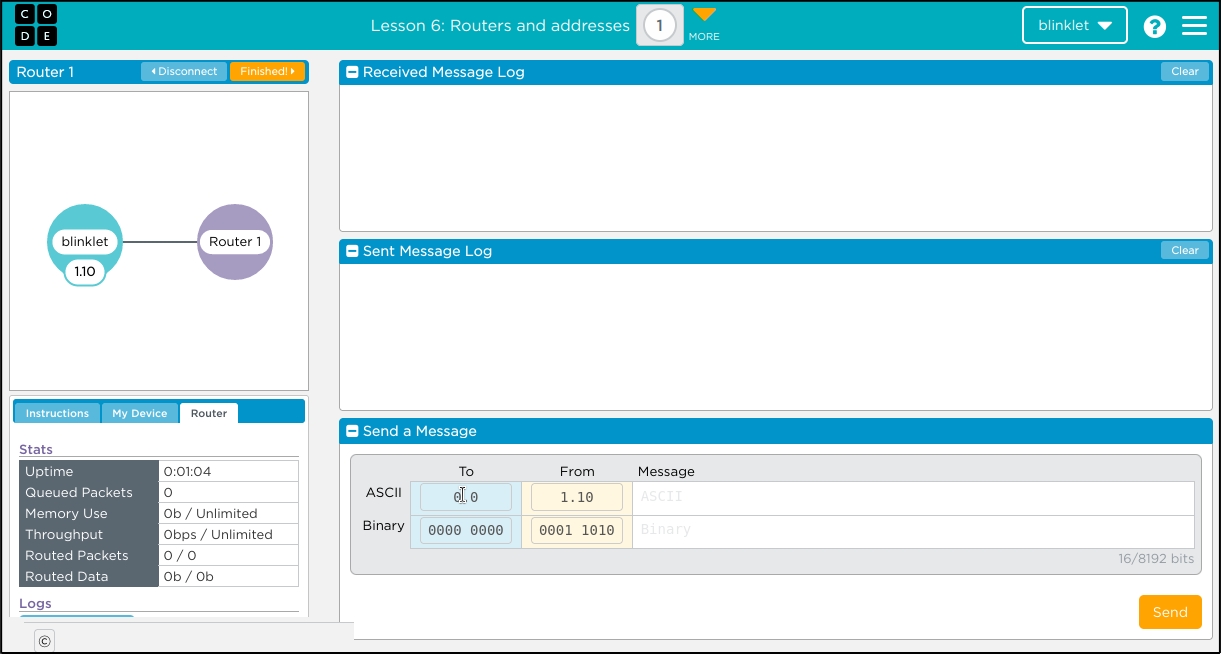 C O
D E
Lesson 6: Routers and addresses
1
MORE
blinklet
?
Router 1
Disconnect
Finished!
blinklet
1.10
Router 1
Instructions
My Device
Router
Stats
Uptime 0:01:04
Queued Packets 0
Memory Use 0b / Unlimited
Throughput 0bps / Unlimited
Routed Packets 0 / 0
Routed Data 0b / 0b
Logs
©
Received Message Log
Clear
Sent Message Log
Clear
Send a Message
To From Message
ASCII 0.0 1.10 ASCII
Binary 0000 0000 0001 1010 Binary
16/8192 bits
Send